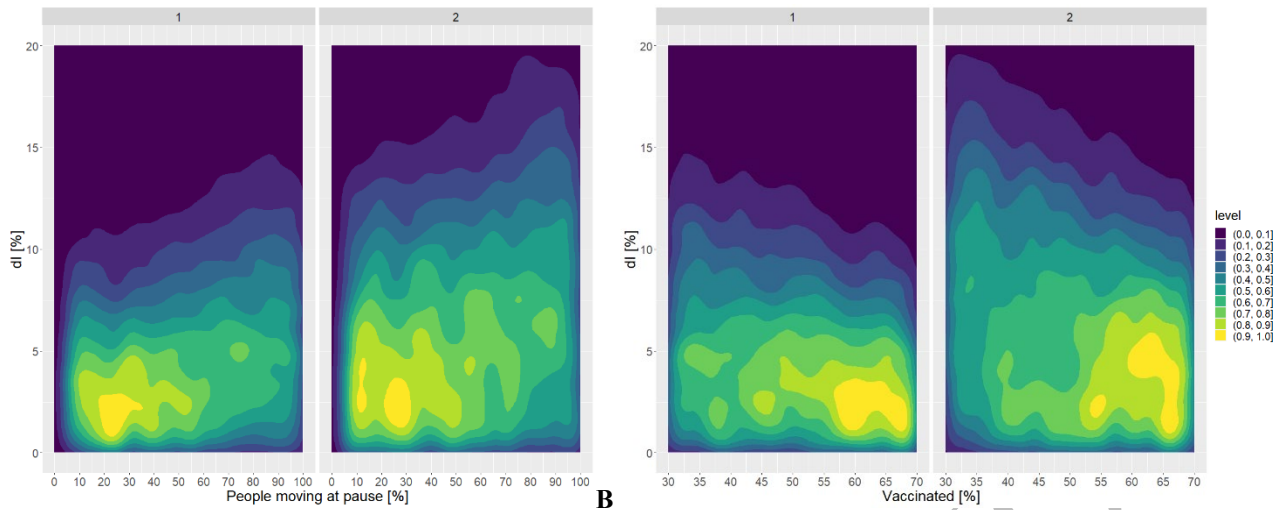 1 2
20
15
10
5
0
dI [%]
0 10 20 30 40 50 60 70 80 90 100 0 10 20 30 40 50 60 70 80 90 100
People moving at pause [%]
B
1 2
20
15
10
5
0
dI [%]
30 35 40 45 50 55 60 65 70 30 35 40 45 50 55 60 65 70
Vaccinated [%]
level
(0.0, 0.1]
(0.1, 0.2]
(0.2, 0.3]
(0.3, 0.4]
(0.4, 0.5]
(0.5, 0.6]
(0.6, 0.7]
(0.7, 0.8]
(0.8, 0.9]
(0.9, 1.0]